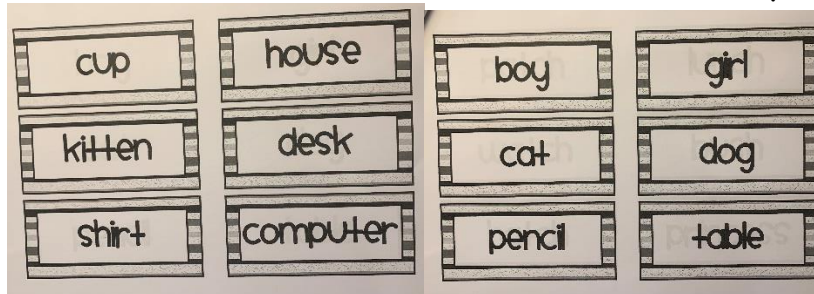 cup house boy girl
kitten desk cat dog
shirt computer pencil table